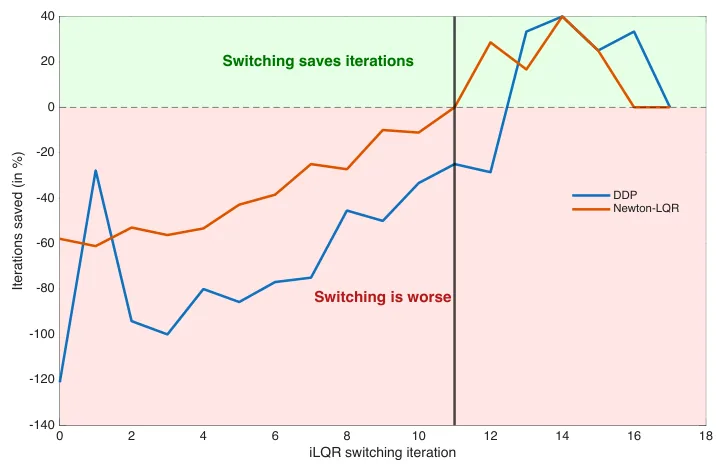 40
20
0
-20
-40
-60
-80
-100
-120
-140
Iterations saved (in %)
Switching saves iterations
DDP
Newton-LQR
Switching is worse
0 2 4 6 8 10 12 14 16 18
iLQR switching iteration